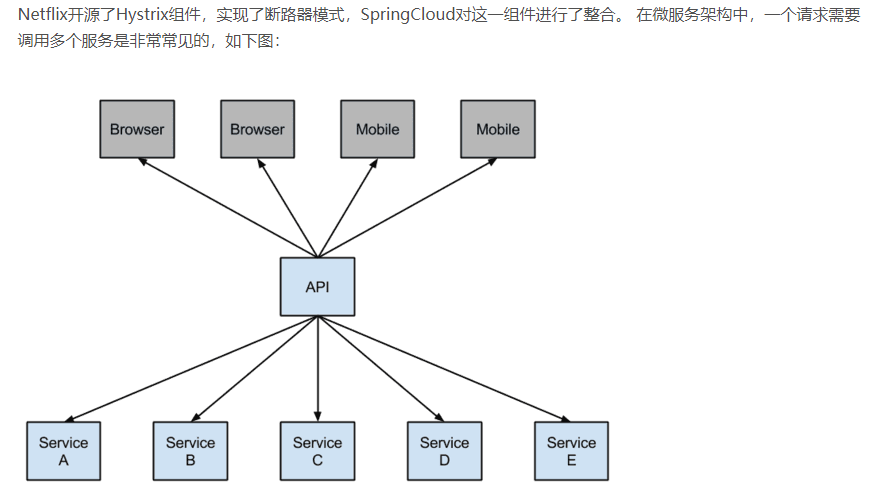 Netflix开源了Hystrix组件，实现了断路器模式，SpringCloud对这一组件进行了整合。 在微服务架构中，一个请求需要
调用多个服务是非常常见的，如下图：
Browser
Browser
Mobile
Mobile
API
Service
A
Service
B
Service
C
Service
D
Service
E